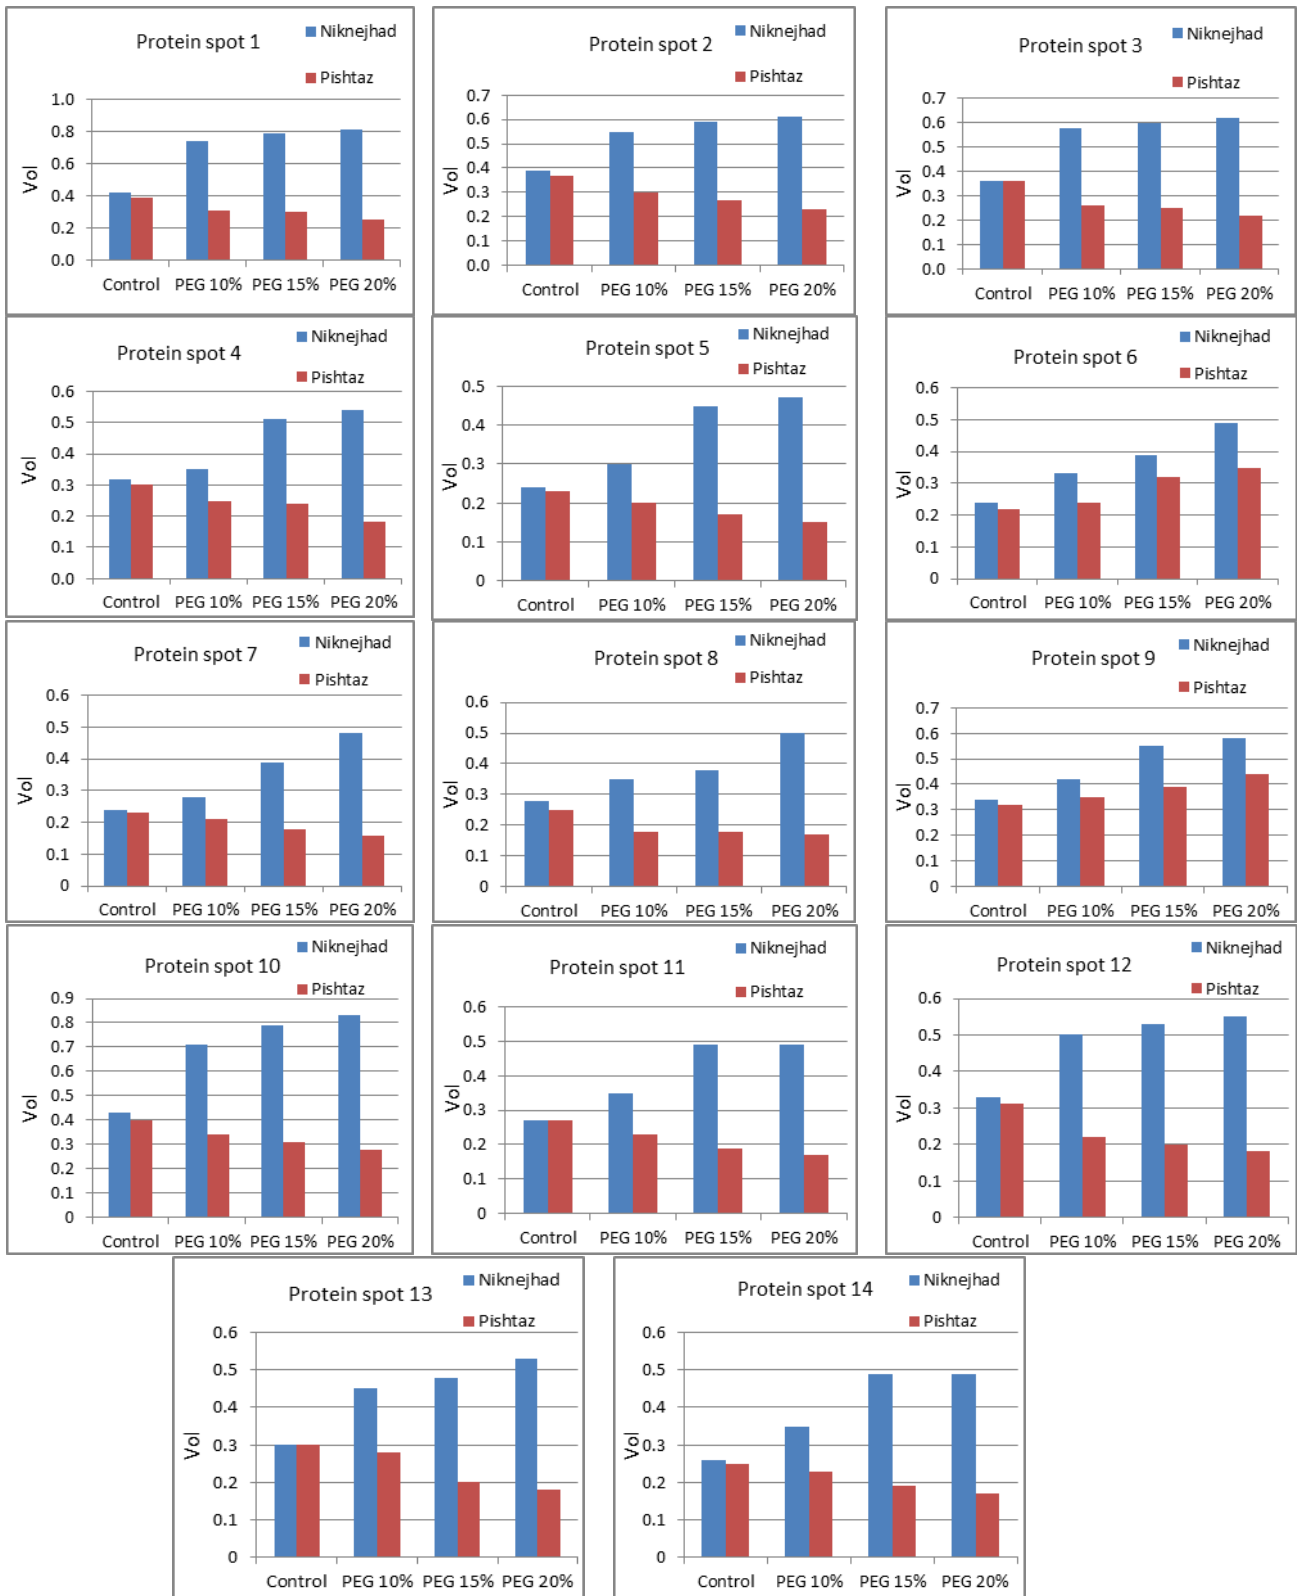 Protein spot 1
Niknejhad
Pishtaz
Vol
1.0
0.8
0.6
0.4
0.2
0.0
Control PEG 10% PEG 15% PEG 20%
Protein spot 2
Niknejhad
Pishtaz
Vol
0.7
0.6
0.5
0.4
0.3
0.2
0.1
0.0
Control PEG 10% PEG 15% PEG 20%
Protein spot 3
Niknejhad
Pishtaz
Vol
0.7
0.6
0.5
0.4
0.3
0.2
0.1
0.0
Control PEG 10% PEG 15% PEG 20%
Protein spot 4
Niknejhad
Pishtaz
Vol
0.6
0.5
0.4
0.3
0.2
0.1
0.0
Control PEG 10% PEG 15% PEG 20%
Protein spot 5
Niknejhad
Pishtaz
Vol
0.5
0.4
0.3
0.2
0.1
0
Control PEG 10% PEG 15% PEG 20%
Protein spot 6
Niknejhad
Pishtaz
Vol
0.6
0.5
0.4
0.3
0.2
0.1
0
Control PEG 10% PEG 15% PEG 20%
Protein spot 7
Niknejhad
Pishtaz
Vol
0.6
0.5
0.4
0.3
0.2
0.1
0
Control PEG 10% PEG 15% PEG 20%
Protein spot 8
Niknejhad
Pishtaz
Vol
0.6
0.5
0.4
0.3
0.2
0.1
0
Control PEG 10% PEG 15% PEG 20%
Protein spot 9
Niknejhad
Pishtaz
Vol
0.7
0.6
0.5
0.4
0.3
0.2
0.1
0
Control PEG 10% PEG 15% PEG 20%
Protein spot 10
Niknejhad
Pishtaz
Vol
0.9
0.8
0.7
0.6
0.5
0.4
0.3
0.2
0.1
0
Control PEG 10% PEG 15% PEG 20%
Protein spot 11
Niknejhad
Pishtaz
Vol
0.6
0.5
0.4
0.3
0.2
0.1
0
Control PEG 10% PEG 15% PEG 20%
Protein spot 12
Niknejhad
Pishtaz
Vol
0.6
0.5
0.4
0.3
0.2
0.1
0
Control PEG 10% PEG 15% PEG 20%
Protein spot 13
Niknejhad
Pishtaz
Vol
0.6
0.5
0.4
0.3
0.2
0.1
0
Control PEG 10% PEG 15% PEG 20%
Protein spot 14
Niknejhad
Pishtaz
Vol
0.6
0.5
0.4
0.3
0.2
0.1
0
Control PEG 10% PEG 15% PEG 20%